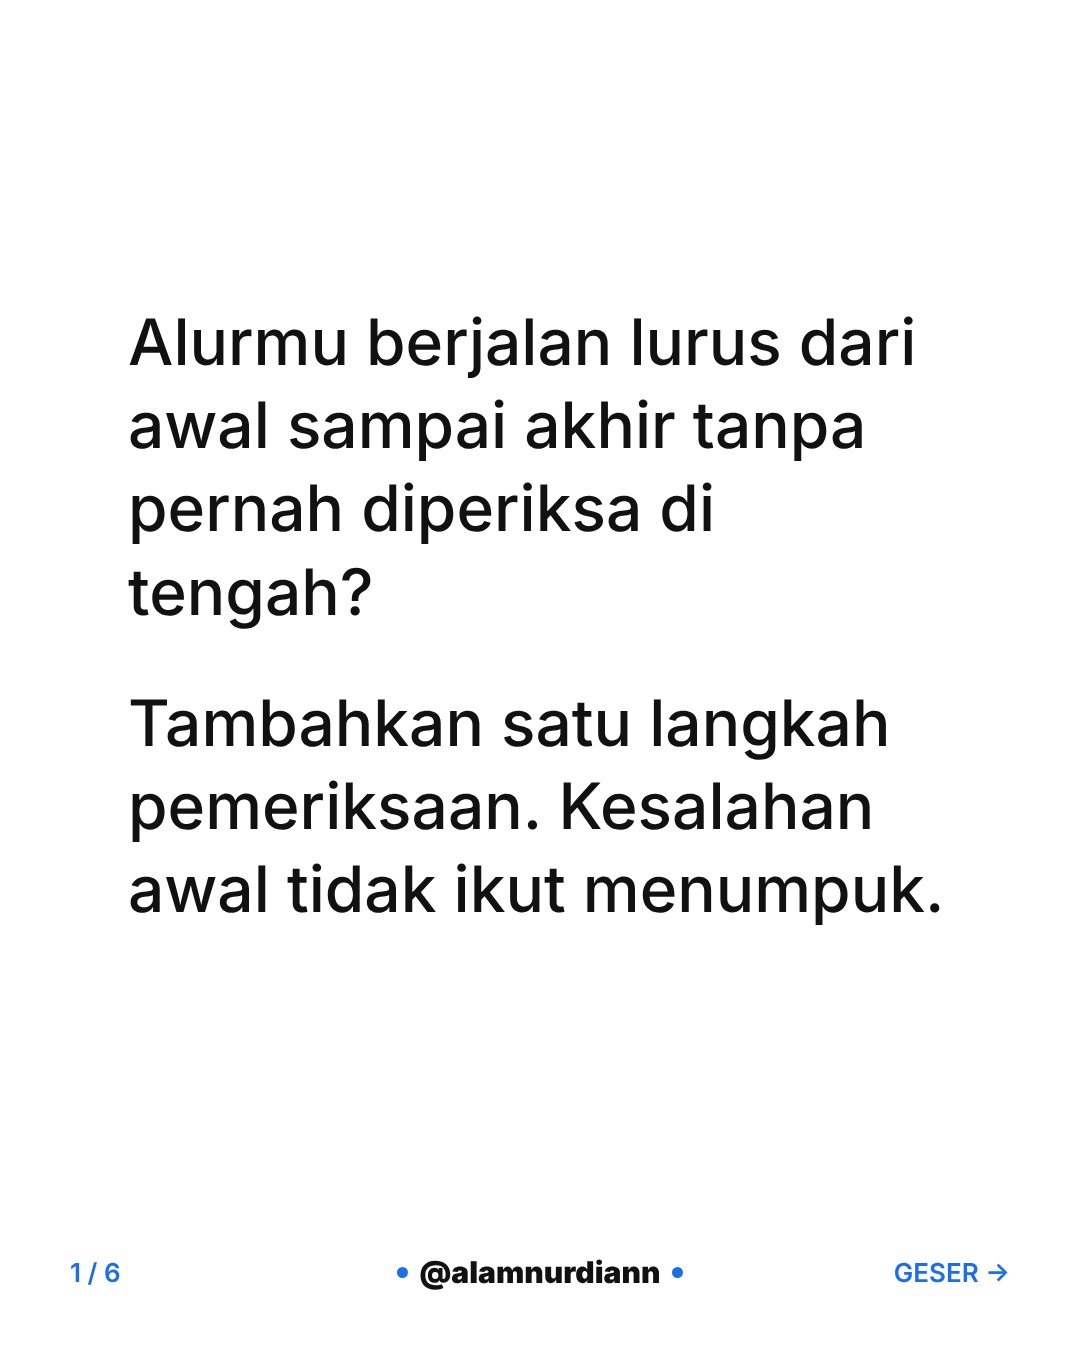 Alurmu berjalan lurus dari
awal sampai akhir tanpa
pernah diperiksa di
tengah?
Tambahkan satu langkah
pemeriksaan. Kesalahan
awal tidak ikut menumpuk.
1 / 6
• @alamnurdiann •
GESER →